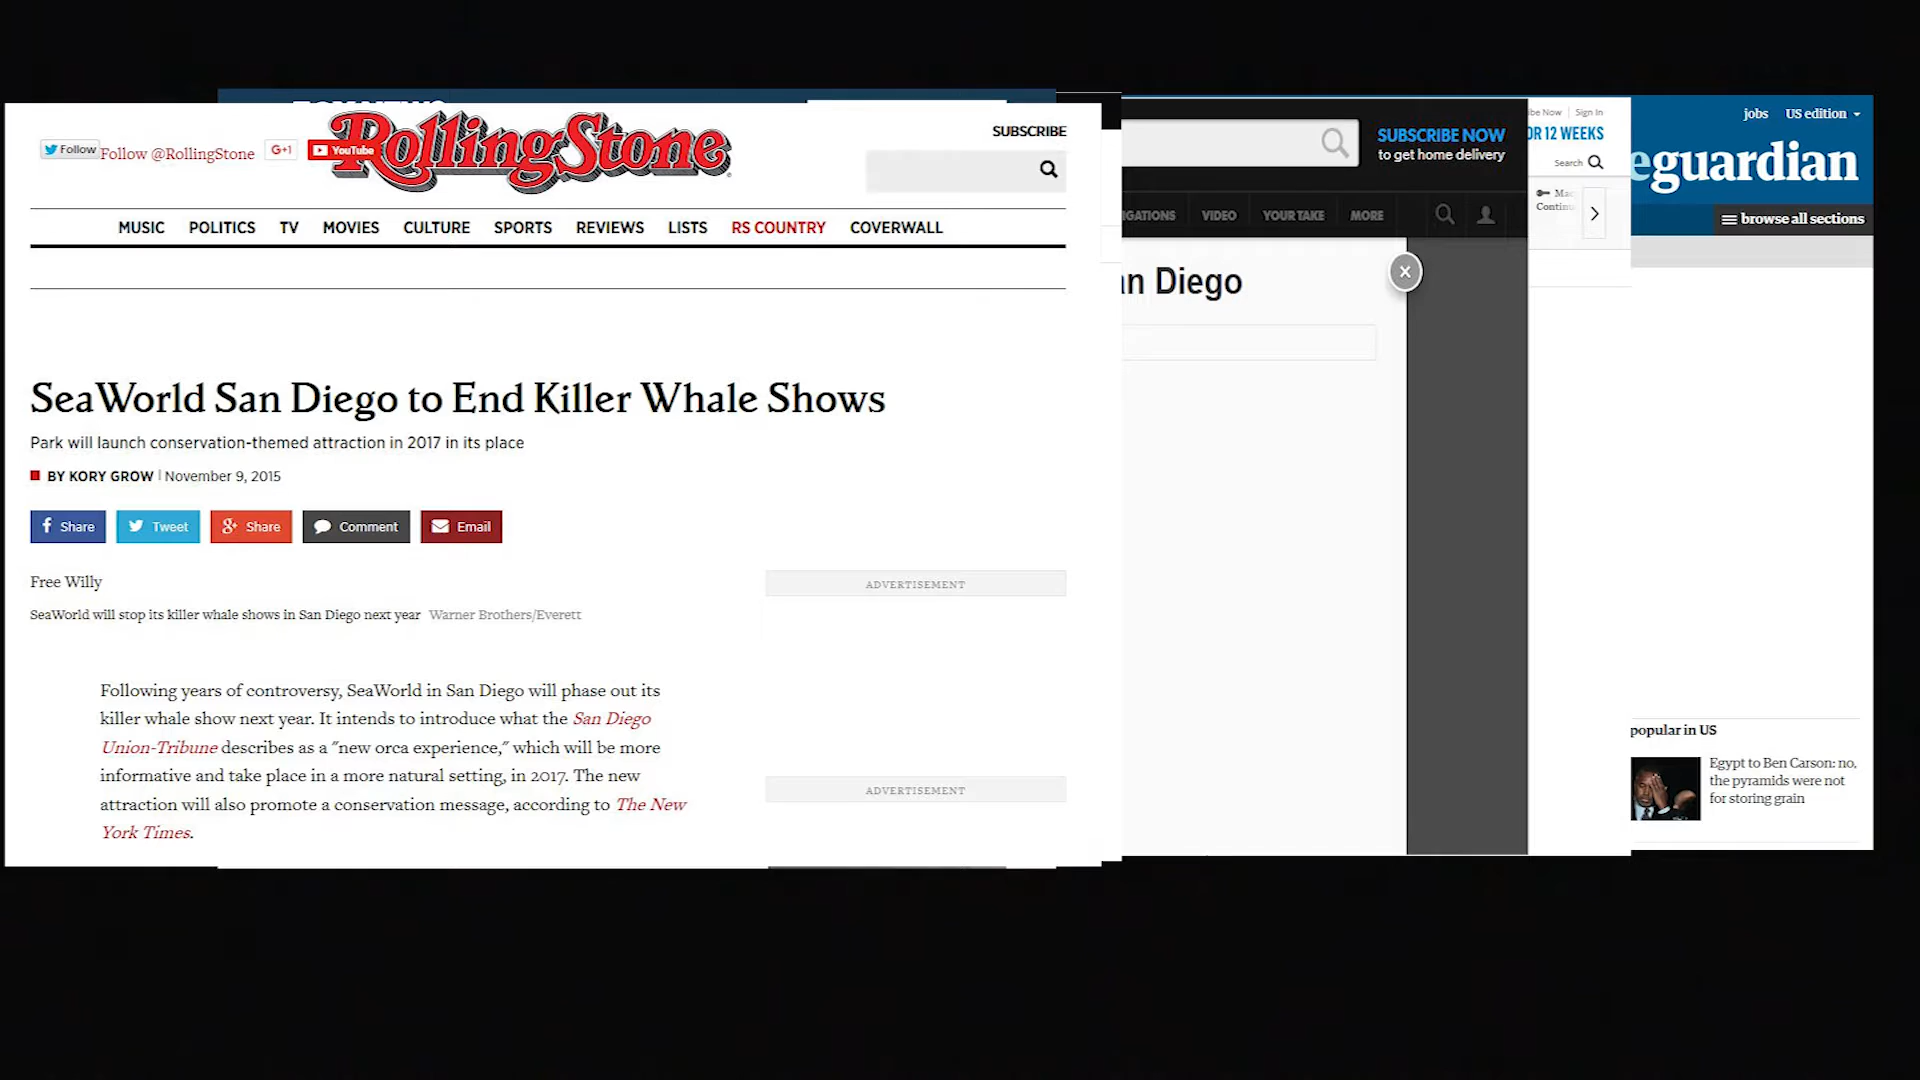 Follow
Follow @RollingStone
G+1
YouTube
RollingStone
SUBSCRIBE
MUSIC POLITICS TV MOVIES CULTURE SPORTS REVIEWS LISTS RS COUNTRY COVERWALL
SeaWorld San Diego to End Killer Whale Shows
Park will launch conservation-themed attraction in 2017 in its place
BY KORY GROW | November 9, 2015
Share Tweet Share Comment Email
Free Willy
SeaWorld will stop its killer whale shows in San Diego next year Warner Brothers/Everett
ADVERTISEMENT
Following years of controversy, SeaWorld in San Diego will phase out its
killer whale show next year. It intends to introduce what the San Diego
Union-Tribune describes as a "new orca experience," which will be more
informative and take place in a more natural setting, in 2017. The new
attraction will also promote a conservation message, according to The New
York Times.
ADVERTISEMENT
SUBSCRIBE NOW
to get home delivery
IGATIONS VIDEO YOUR TAKE MORE
an Diego
be Now | Sign In
OR 12 WEEKS
Search
Contin
jobs US edition
eguardian
browse all sections
popular in US
Egypt to Ben Carson: no,
the pyramids were not
for storing grain